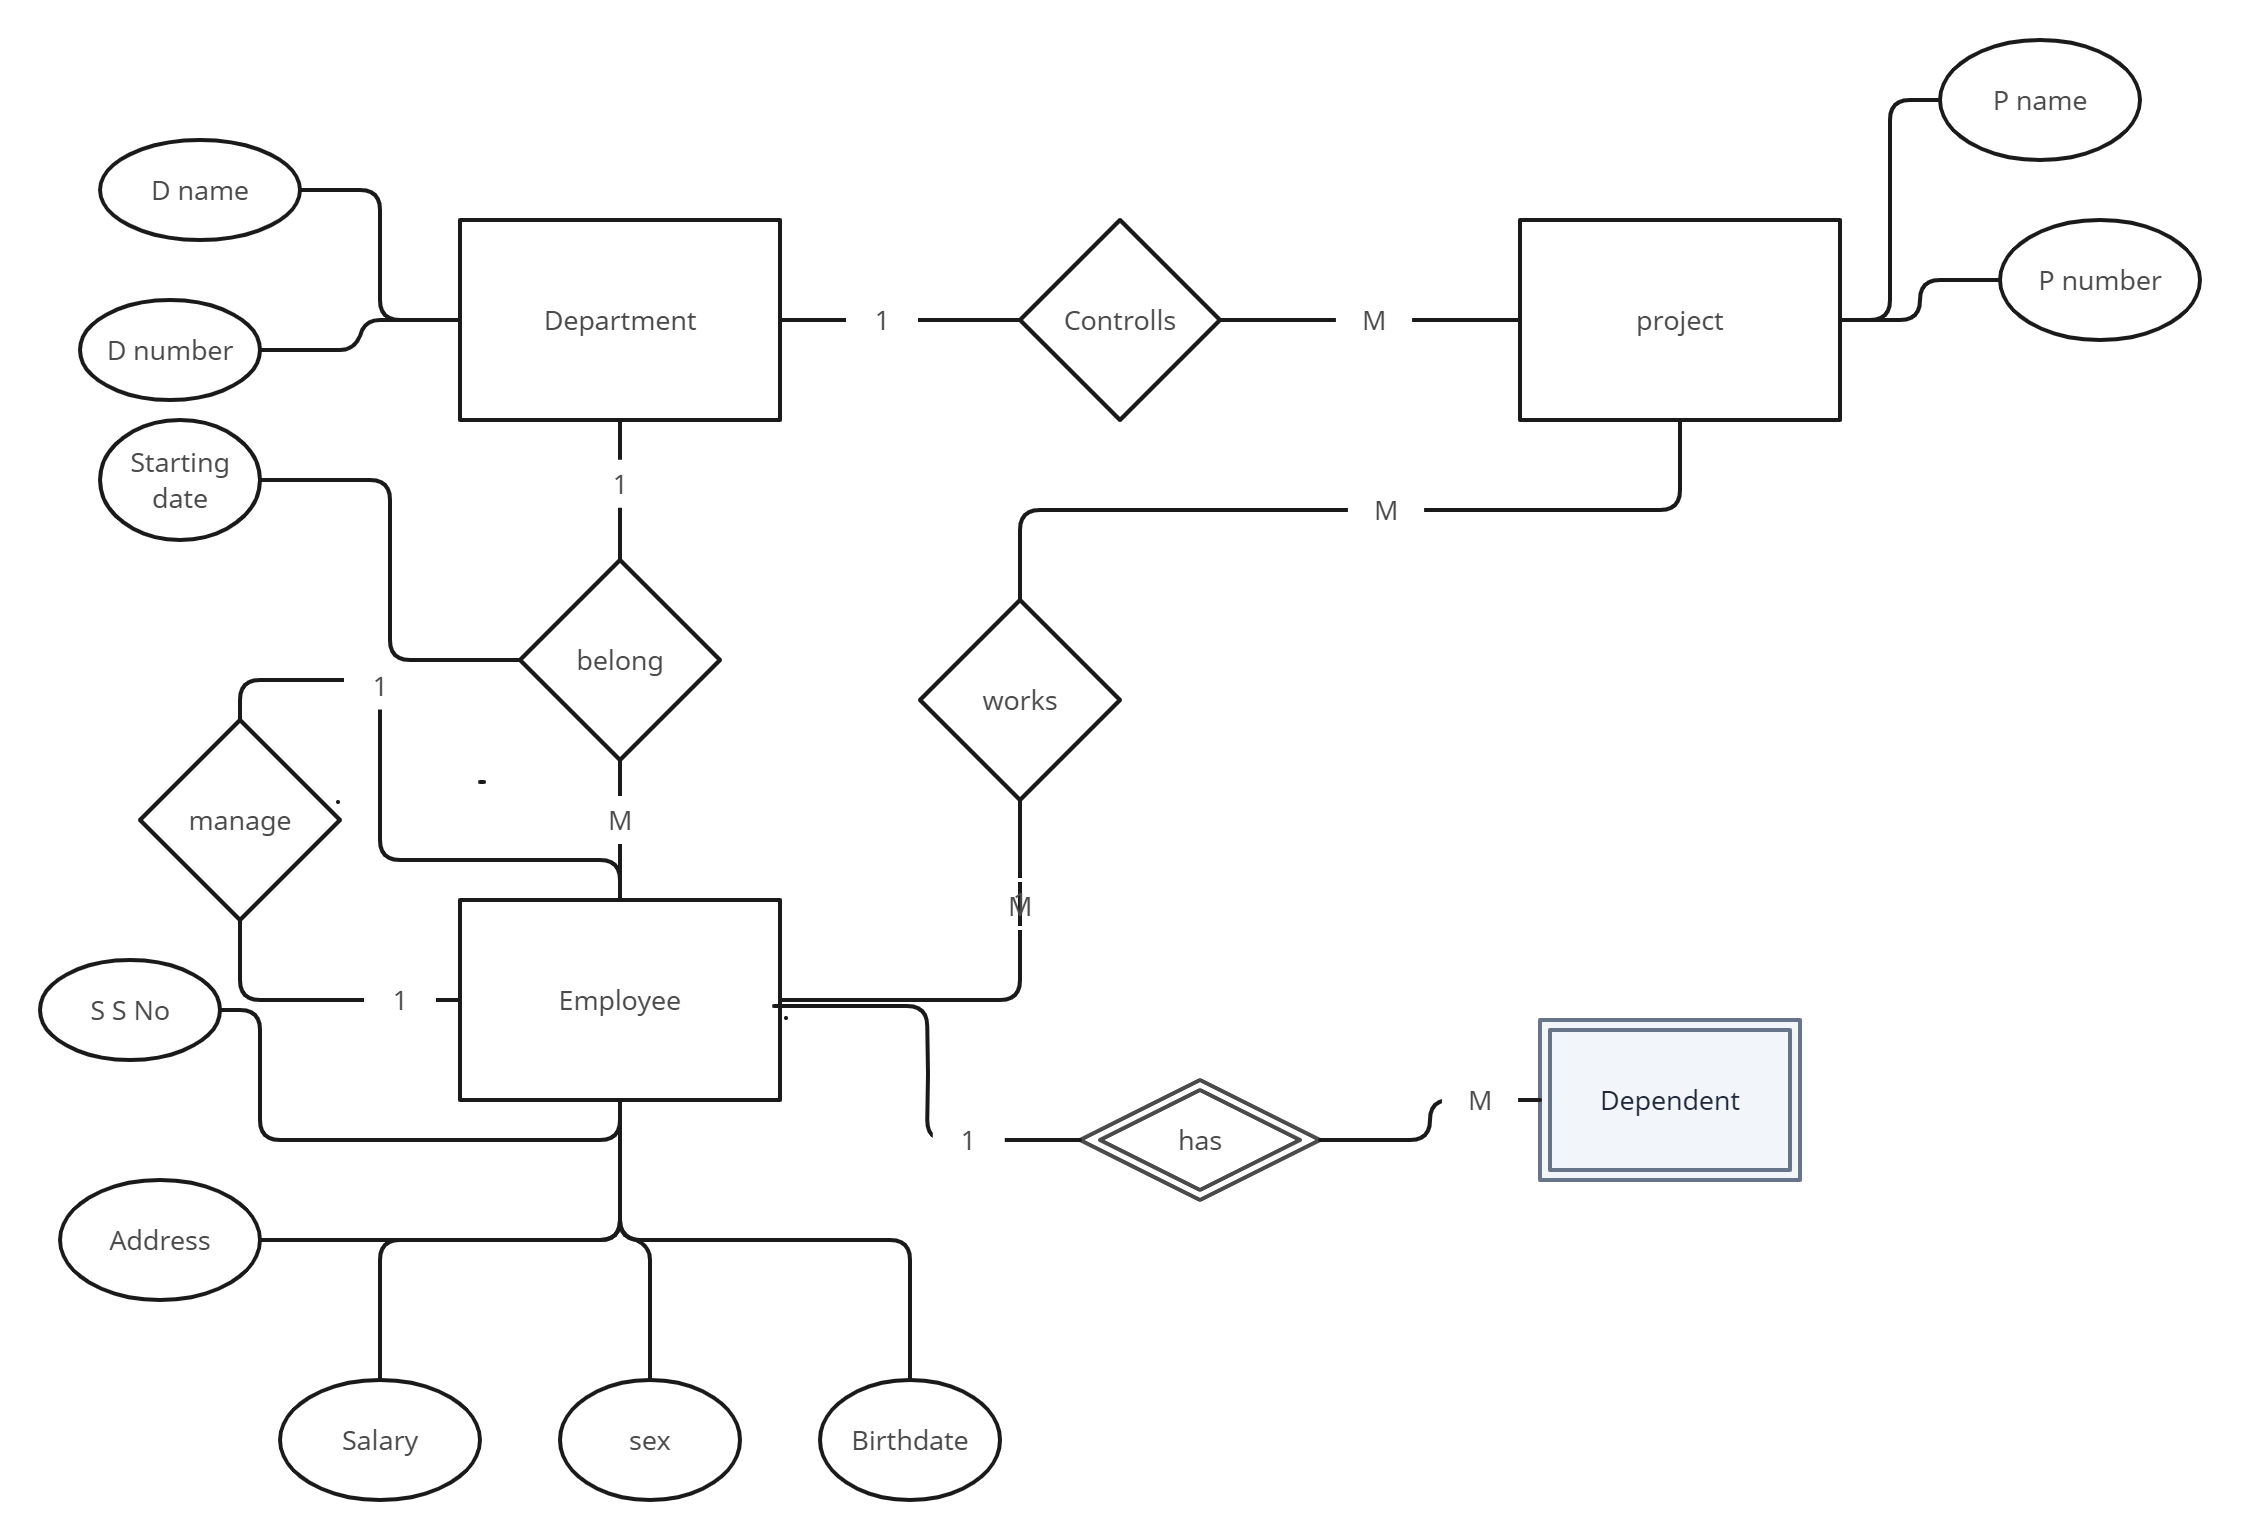 P name
D name
P number
Department
1
Controlls
M
project
D number
Starting
date
1
M
belong
1
works
manage
M
M
S S No
Employee
1
Dependent
M
has
1
Address
Salary
sex
Birthdate